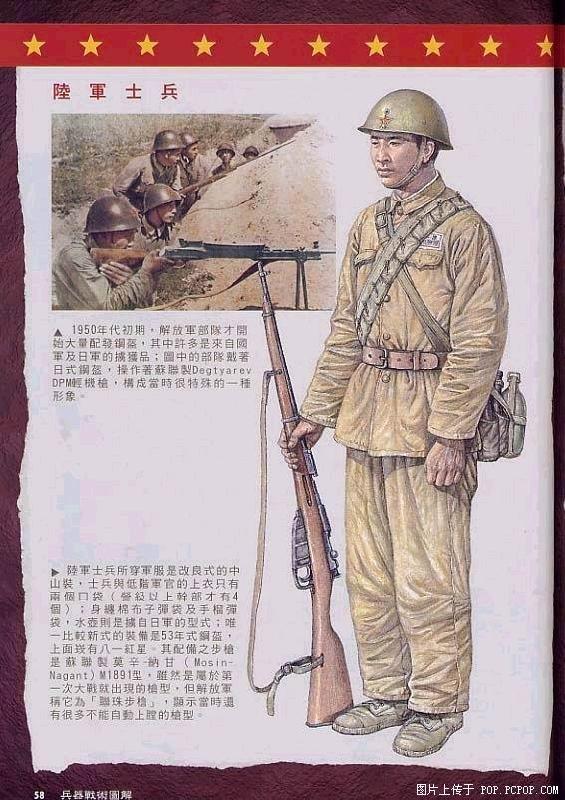 陸軍士兵
▲ 1950年代初期,解放軍部隊才開
始大量配發鋼盔,其中許多是來自國
軍及日軍的擄獲品;圖中的部隊戴著
日式鋼盔,操作著蘇聯製Degtyarev
DPM輕機槍,構成當時很特殊的一種
形象。
▶ 陸軍士兵所穿軍服是改良式的中
山裝,士兵與低階軍官的上衣只有
兩個口袋(營級以上幹部才有4
個);身纏棉布子彈袋及手榴彈
袋,水壺則是擄自日軍的型式;唯
一比較新式的裝備是53年式鋼盔,
上面崁有八一紅星。其配備之步槍
是蘇聯製莫辛-納甘(Mosin-
Nagant)M1891型,雖然是屬於第
一次大戰就出現的槍型,但解放軍
稱它為「聯珠步槍」,顯示當時還
有很多不能自動上膛的槍型。
58 兵器戰術圖解
图片上传于 POP.PCPOP.COM